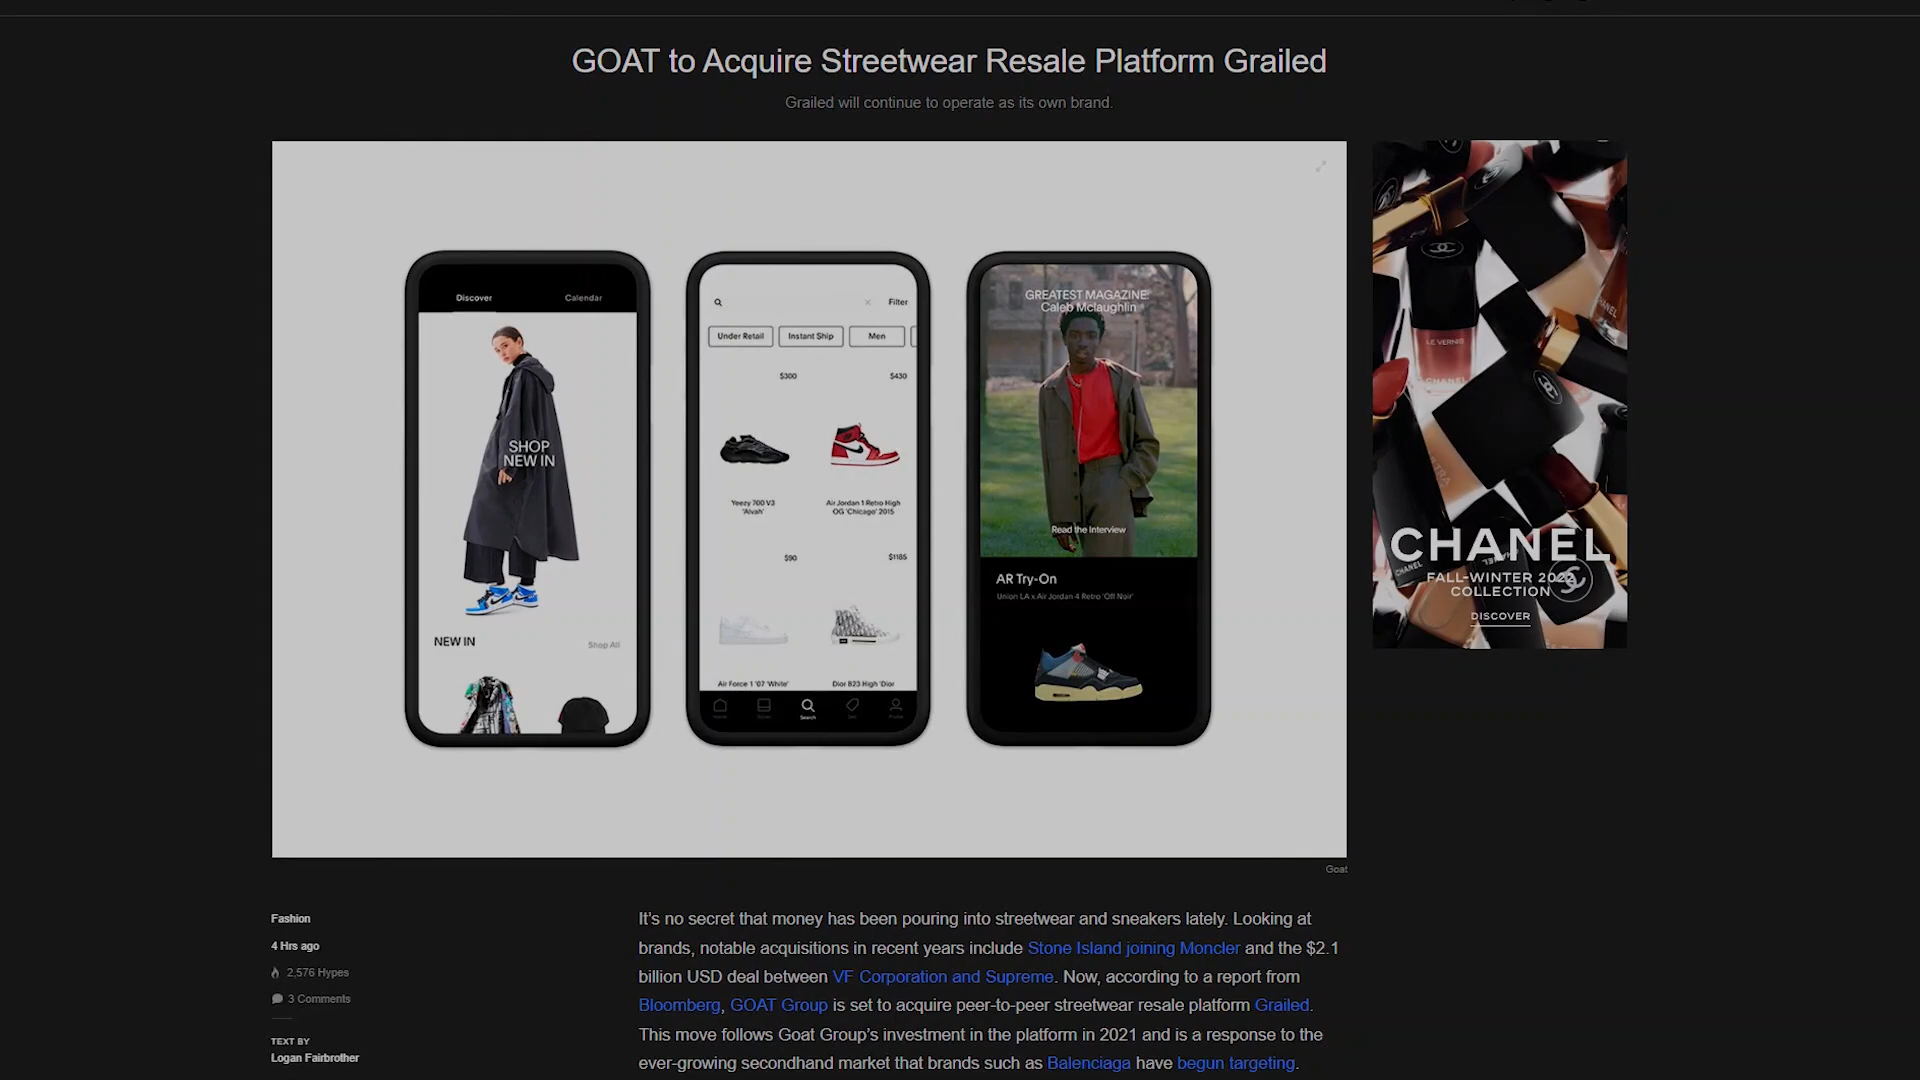 GOAT to Acquire Streetwear Resale Platform Grailed
Grailed will continue to operate as its own brand.
Discover
Calendar
SHOP
NEW IN
NEW IN
Shop All
Filter
Under Retail
Instant Ship
Men
$300
$430
Yeezy 700 V3
'Alvah'
Air Jordan 1 Retro High
OG 'Chicago' 2015
$90
$1185
Air Force 1 '07 'White'
Dior B23 High 'Dior
Search
GREATEST MAGAZINE:
Caleb Mclaughlin
Read the Interview
AR Try-On
Union LA x Air Jordan 4 Retro 'Off Noir'
LE VERNIS
CHANEL
CHANEL
CHANEL
CHANEL
FALL-WINTER 2022
COLLECTION
DISCOVER
Goat
Fashion
4 Hrs ago
2,576 Hypes
3 Comments
TEXT BY
Logan Fairbrother
It's no secret that money has been pouring into streetwear and sneakers lately. Looking at
brands, notable acquisitions in recent years include Stone Island joining Moncler and the $2.1
billion USD deal between VF Corporation and Supreme. Now, according to a report from
Bloomberg, GOAT Group is set to acquire peer-to-peer streetwear resale platform Grailed.
This move follows Goat Group's investment in the platform in 2021 and is a response to the
ever-growing secondhand market that brands such as Balenciaga have begun targeting.